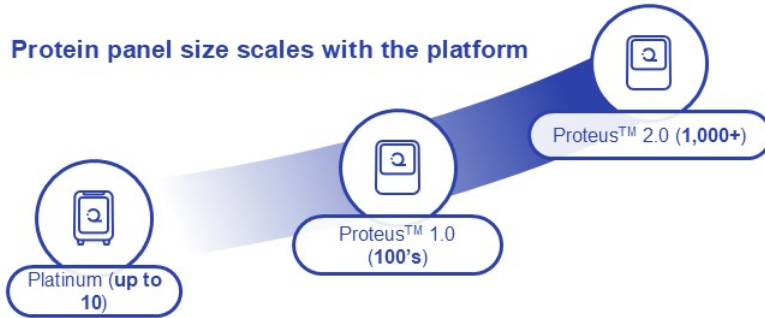 Protein panel size scales with the platform
Proteus™ 2.0 (1,000+)
Proteus™ 1.0
(100's)
Platinum (up to
10)